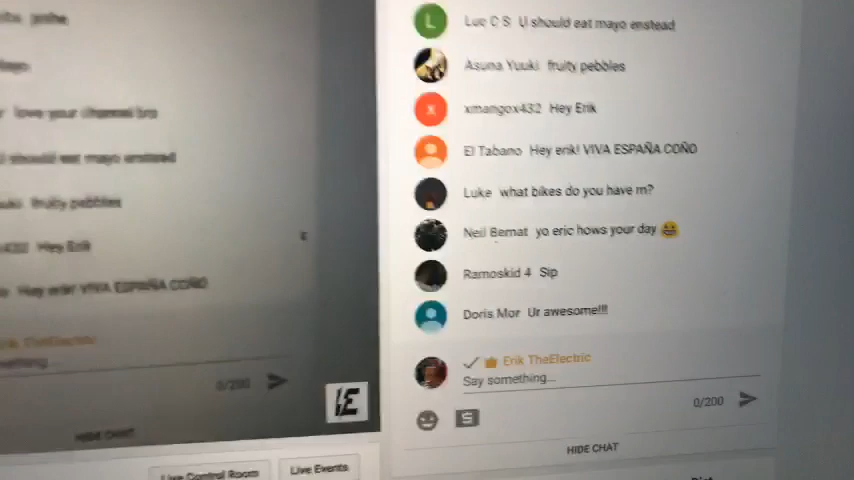 love your channel bro
should eat mayo enstead
fruity pebbles
Hey Erik
Hey erik! VIVA ESPAÑA COÑO
TheElectric
0/200
HIDE CHAT
Live Control Room
Live Events
E
L
Luc C S U should eat mayo enstead
Asuna Yuuki fruity pebbles
X
xmangox432 Hey Erik
El Tabano Hey erik! VIVA ESPAÑA COÑO
Luke what bikes do you have rn?
Neil Bernat yo eric hows your day 😀
Ramoskid 4 Sip
Doris Mor Ur awesome!!!
Erik TheElectric
Say something...
0/200
HIDE CHAT